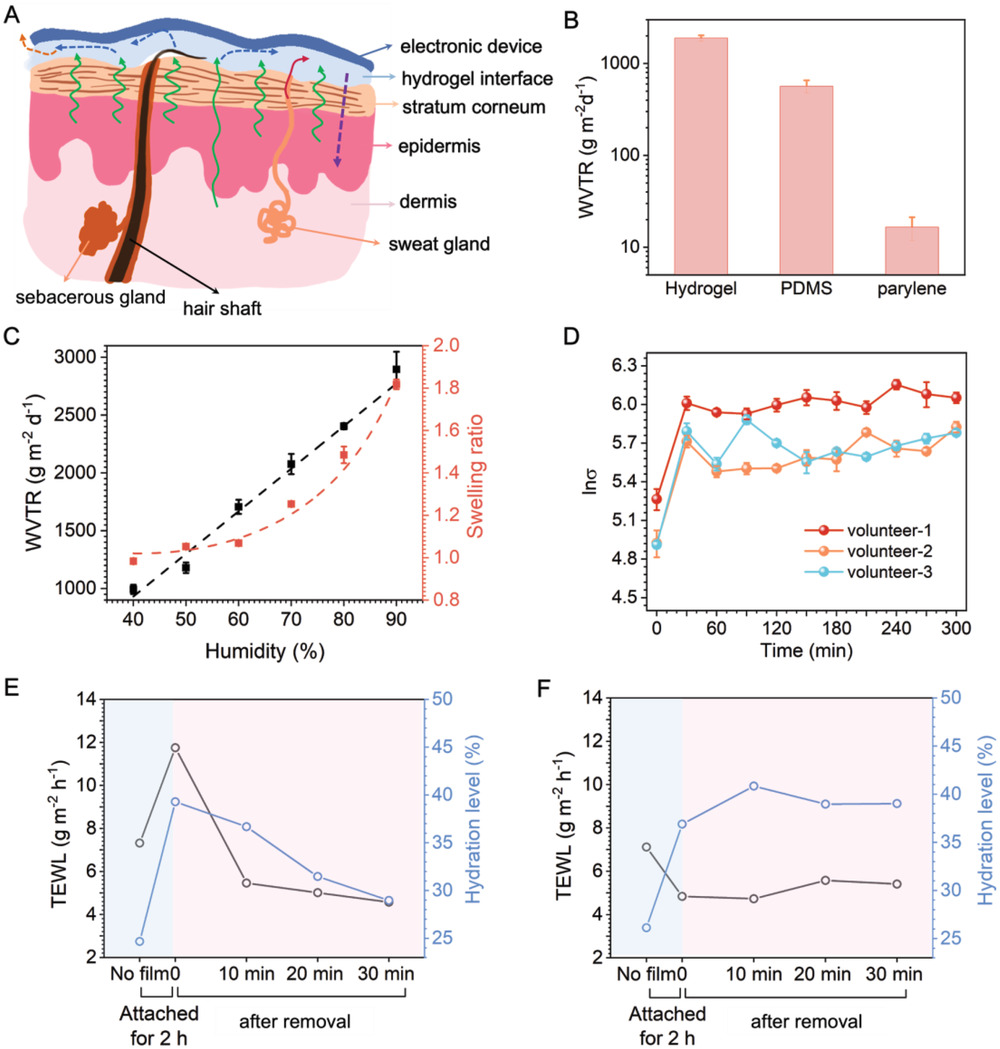 A
electronic device
hydrogel interface
stratum corneum
epidermis
dermis
sweat gland
sebacerous gland
hair shaft
B
WVTR (g m⁻²d⁻¹)
1000
100
10
Hydrogel
PDMS
parylene
C
WVTR (g m⁻² d⁻¹)
3000
2500
2000
1500
1000
2.0
1.8
1.6
1.4
1.2
1.0
0.8
Swelling ratio
40 50 60 70 80 90
Humidity (%)
D
lnσ
6.3
6.0
5.7
5.4
5.1
4.8
4.5
volunteer-1
volunteer-2
volunteer-3
0 60 120 180 240 300
Time (min)
E
TEWL (g m⁻² h⁻¹)
14
12
10
8
6
4
2
50
45
40
35
30
25
Hydration level (%)
No film 0 10 min 20 min 30 min
Attached
for 2 h
after removal
F
TEWL (g m⁻² h⁻¹)
14
12
10
8
6
4
2
50
45
40
35
30
25
Hydration level (%)
No film 0 10 min 20 min 30 min
Attached
for 2 h
after removal